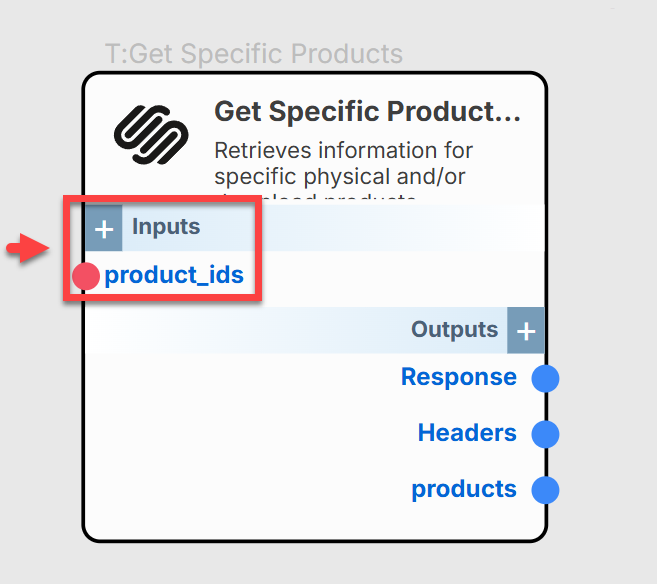 T:Get Specific Products
Get Specific Product...
Retrieves information for
specific physical and/or
+ Inputs
product_ids
Outputs +
Response
Headers
products